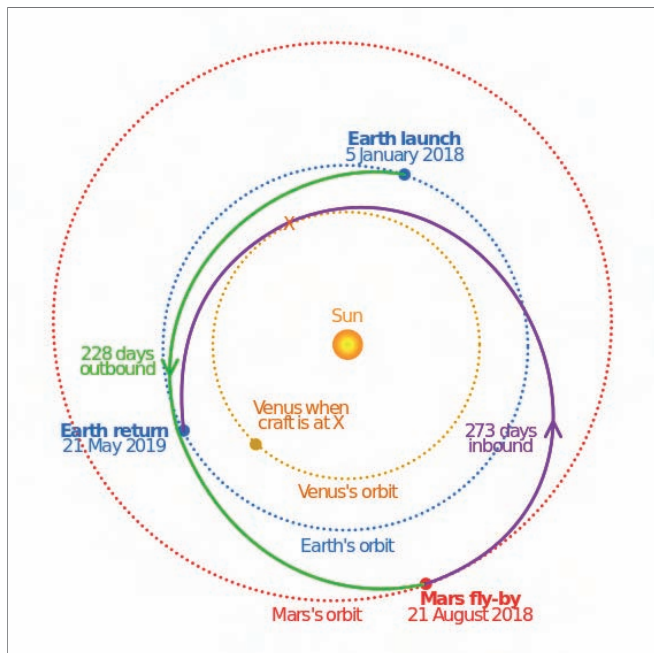 Earth launch
5 January 2018
X
Sun
228 days
outbound
Venus when
craft is at X
Earth return
21 May 2019
273 days
inbound
Venus's orbit
Earth's orbit
Mars's orbit
Mars fly-by
21 August 2018